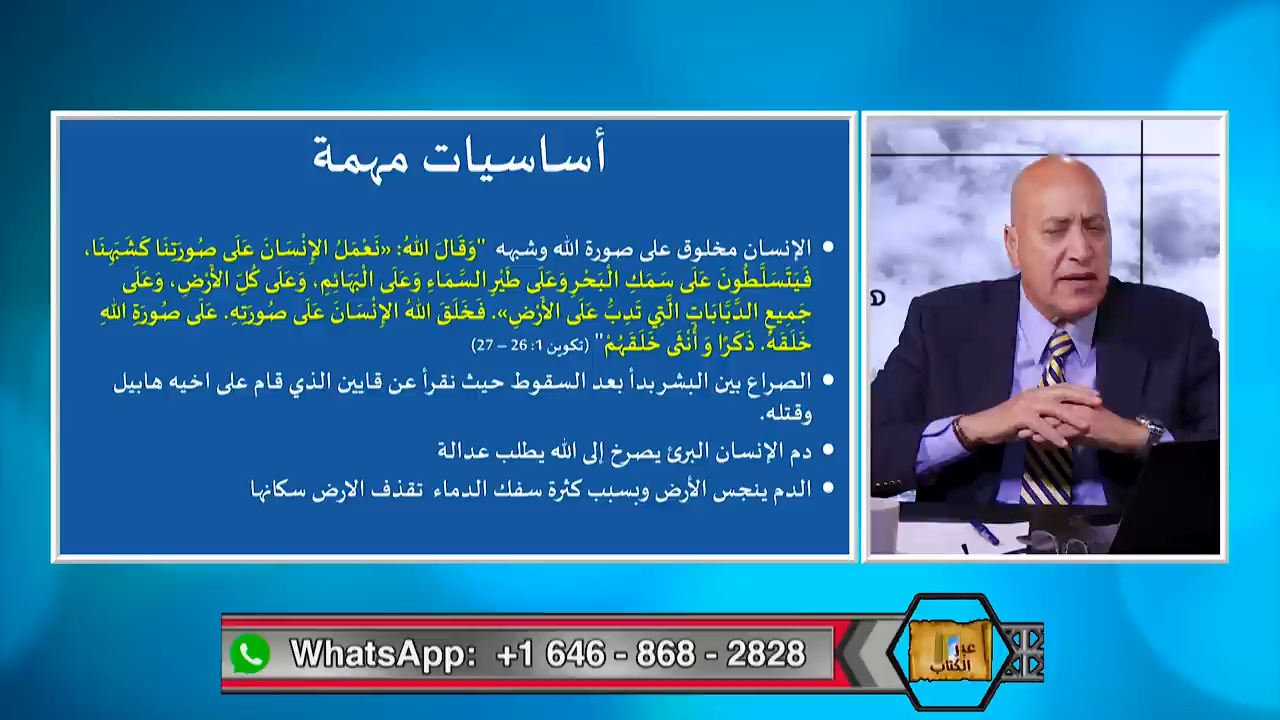 أساسيات مهمة
الإنسان مخلوق على صورة الله وشبهه "وَقَالَ اللهُ: «نَعْمَلُ الإِنْسَانَ عَلَى صُورَتِنَا كَشَبَهِنَا،
فَيَتَسَلَّطُونَ عَلَى سَمَكِ الْبَحْرِ وَعَلَى طَيْرِ السَّمَاءِ وَعَلَى الْبَهَائِمِ، وَعَلَى كُلِّ الأَرْضِ، وَعَلَى
جَمِيعِ الدَّبَّابَاتِ الَّتِي تَدِبُّ عَلَى الأَرْضِ». فَخَلَقَ اللهُ الإِنْسَانَ عَلَى صُورَتِهِ. عَلَى صُورَةِ اللهِ
خَلَقَهُ. ذَكَرًا وَ أُنْثَى خَلَقَهُمْ" (تكوين 1: 26 – 27)
الصراع بين البشر بدأ بعد السقوط حيث نقرأ عن قايين الذي قام على اخيه هابيل
وقتله.
دم الإنسان البرئ يصرخ إلى الله يطلب عدالة
الدم ينجس الأرض وبسبب كثرة سفك الدماء تقذف الارض سكانها
WhatsApp: +1 646 - 868 - 2828
عبر
الكتاب